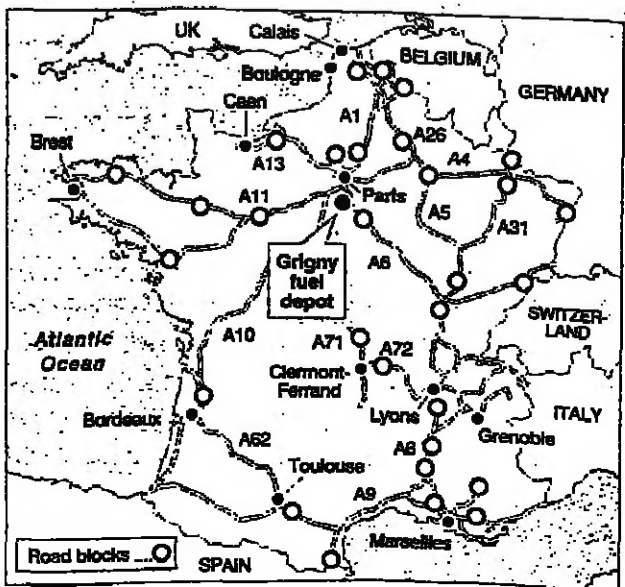 UK
Calais
BELGIUM
Boulogne
GERMANY
Caen
A1
A26
Brest
A13
A4
A11
Paris
A5
A31
Grigny
fuel
depot
A6
SWITZER-
LAND
A10
Atlantic
Ocean
A71
A72
Clermont-
Ferrand
Lyons
ITALY
Bordeaux
Grenoble
A62
A6
Toulouse
A9
Marseilles
Road blocks
SPAIN